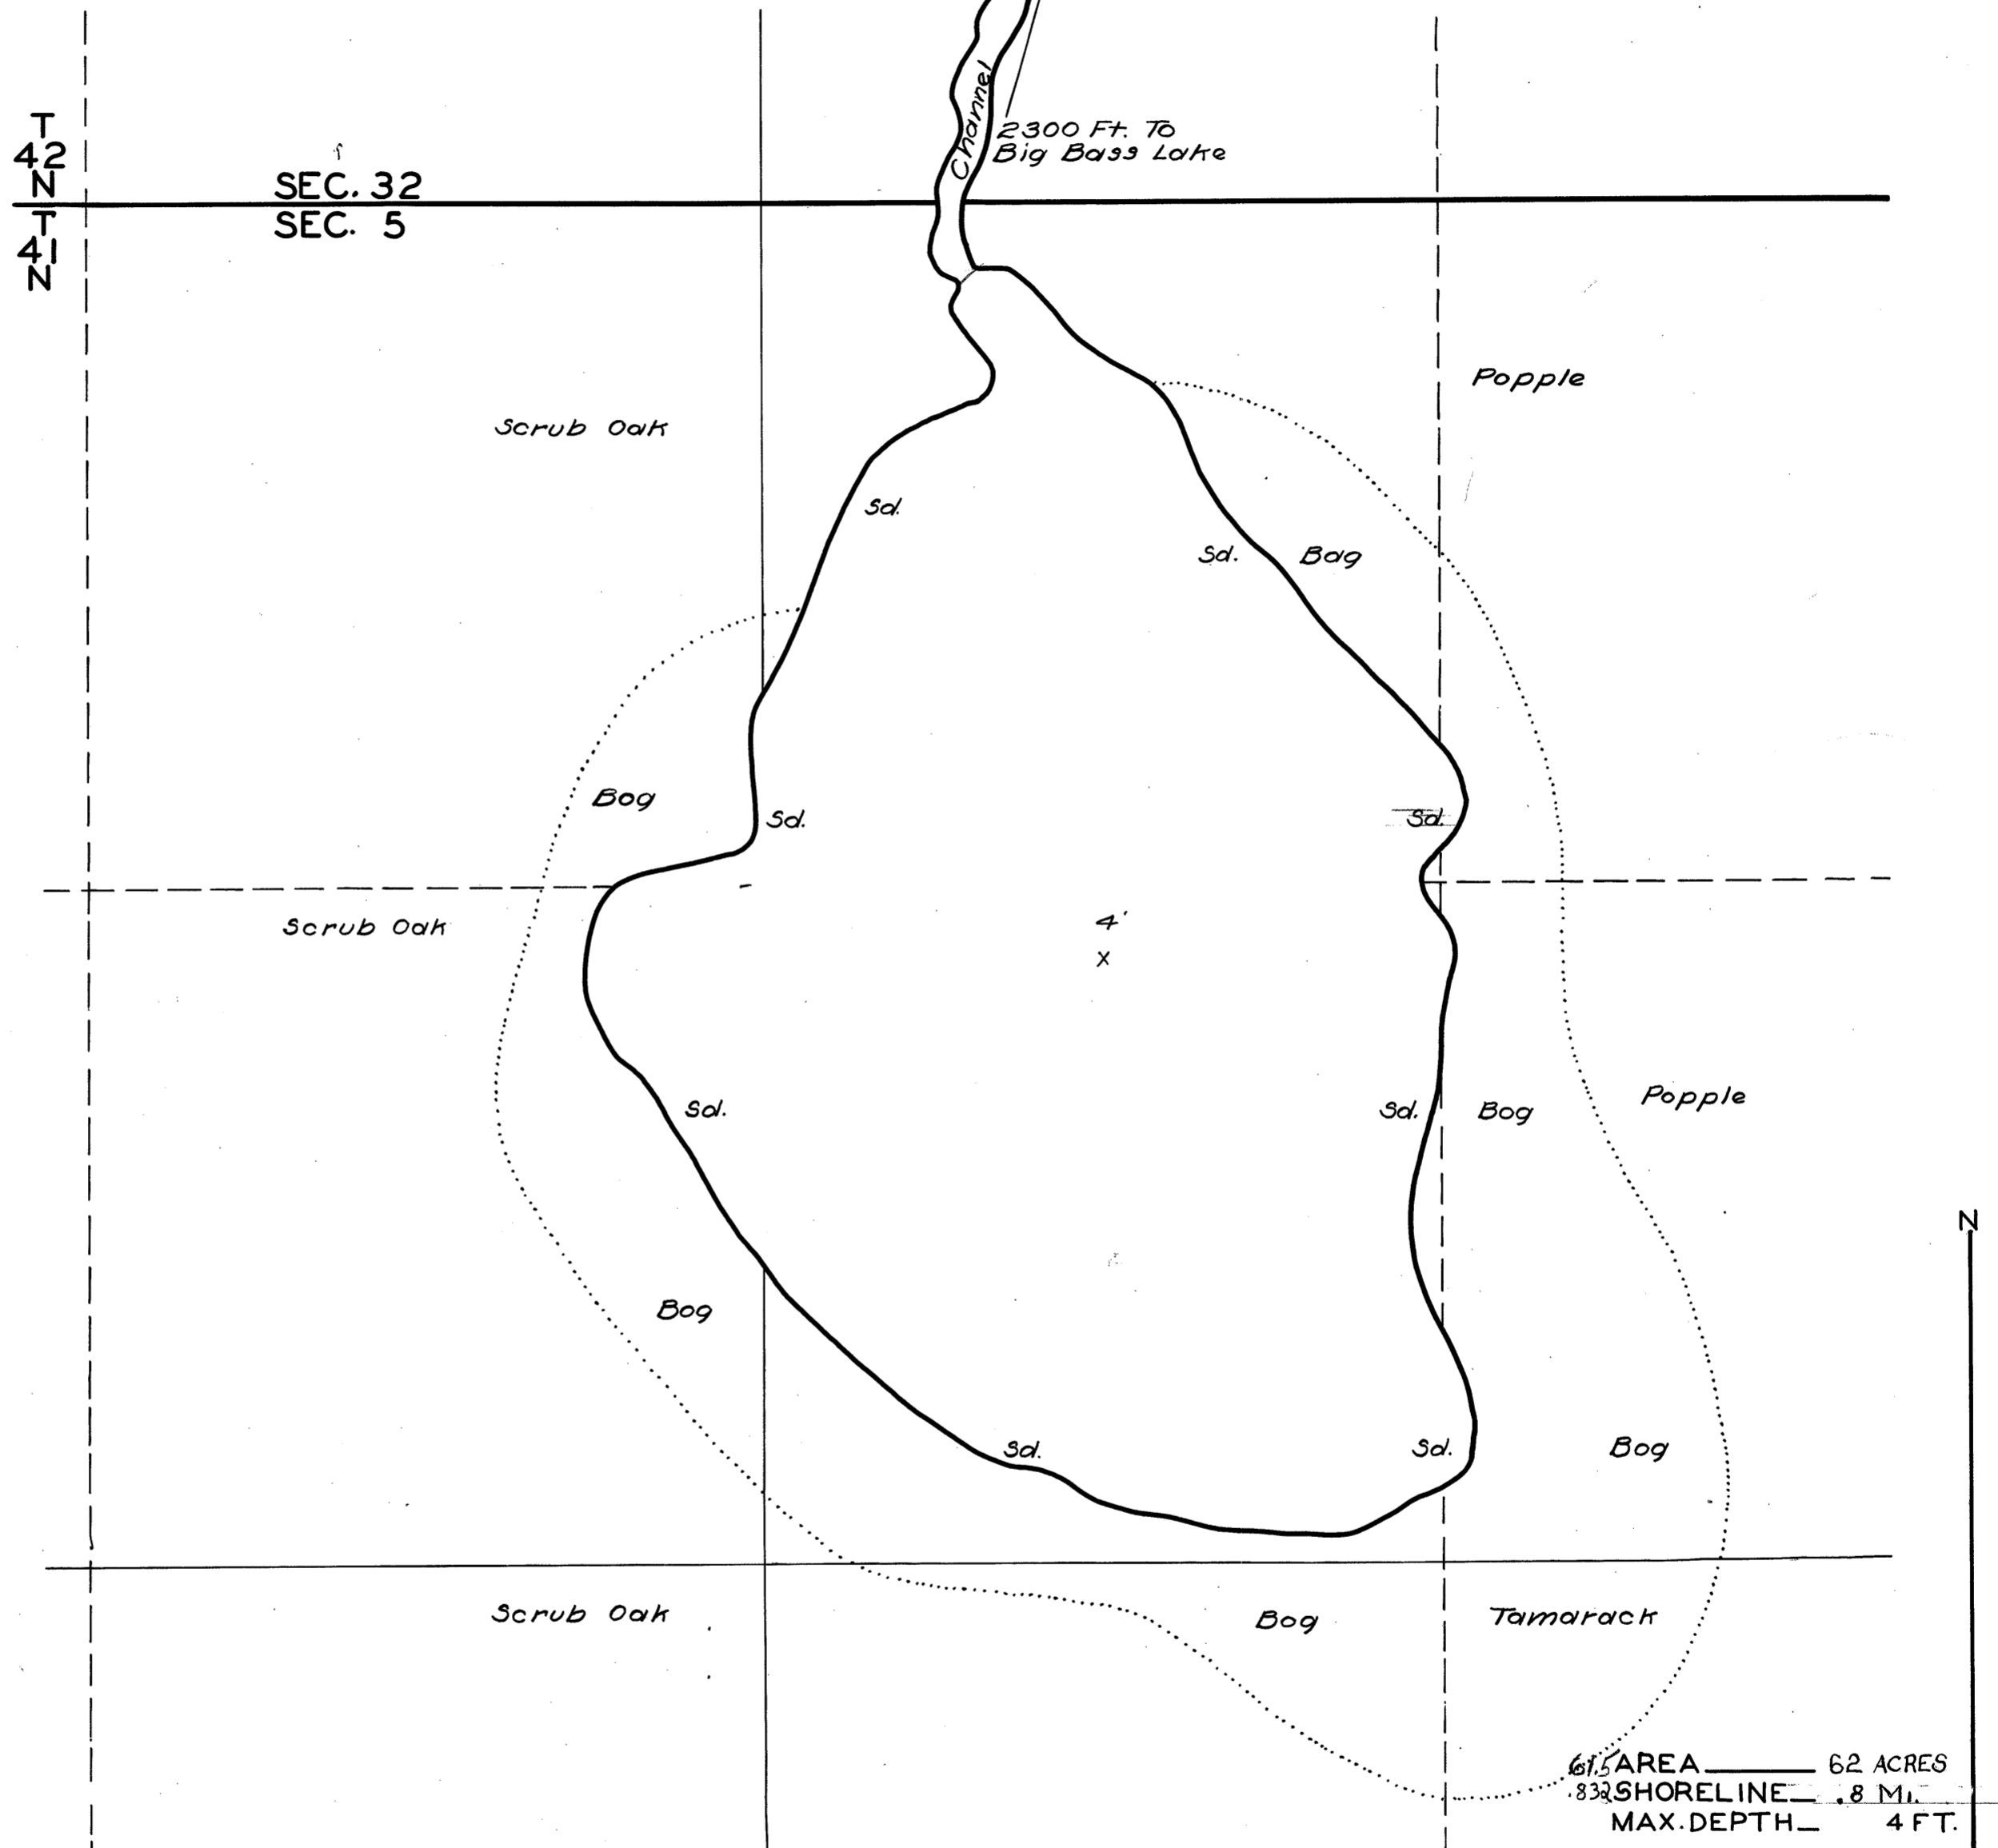 T
42
N
SEC. 32
SEC. 5
T
41
N
Channel
2300 Ft. To
Big Bass Lake
Popple
Scrub Oak
Sd.
Sd.
Bog
Bog
Sd.
Sd.
Scrub Oak
4'
x
Sd.
Sd.
Bog
Popple
N
Bog
Sd.
Sd.
Bog
Scrub Oak
Bog
Tamarack
61.5 AREA 62 ACRES
.832 SHORELINE .8 MI.
MAX. DEPTH 4 FT.